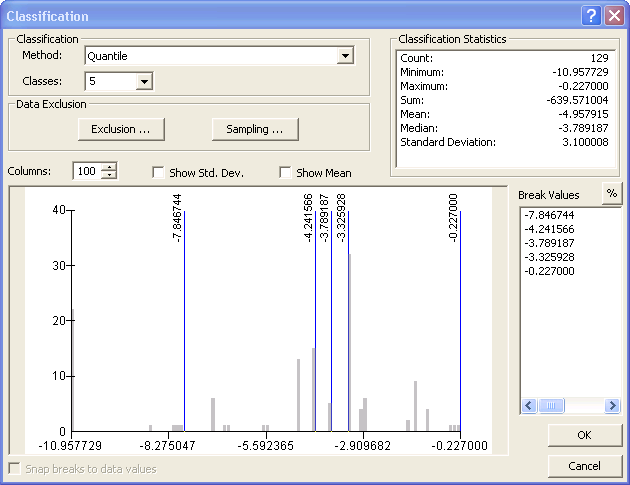 Classification
Classification
Method: Quantile
Classes: 5
Data Exclusion
Exclusion ...
Sampling ...
Classification Statistics
Count: 129
Minimum: -10.957729
Maximum: -0.227000
Sum: -639.571004
Mean: -4.957915
Median: -3.789187
Standard Deviation: 3.100008
Columns: 100 Show Std. Dev. Show Mean
Break Values %
-7.846744
-4.241566
-3.789187
-3.325928
-0.227000
-7.846744
-4.241566
-3.789187
-3.325928
-0.227000
40
30
20
10
0
-10.957729 -8.275047 -5.592365 -2.909682 -0.227000
Snap breaks to data values
OK
Cancel